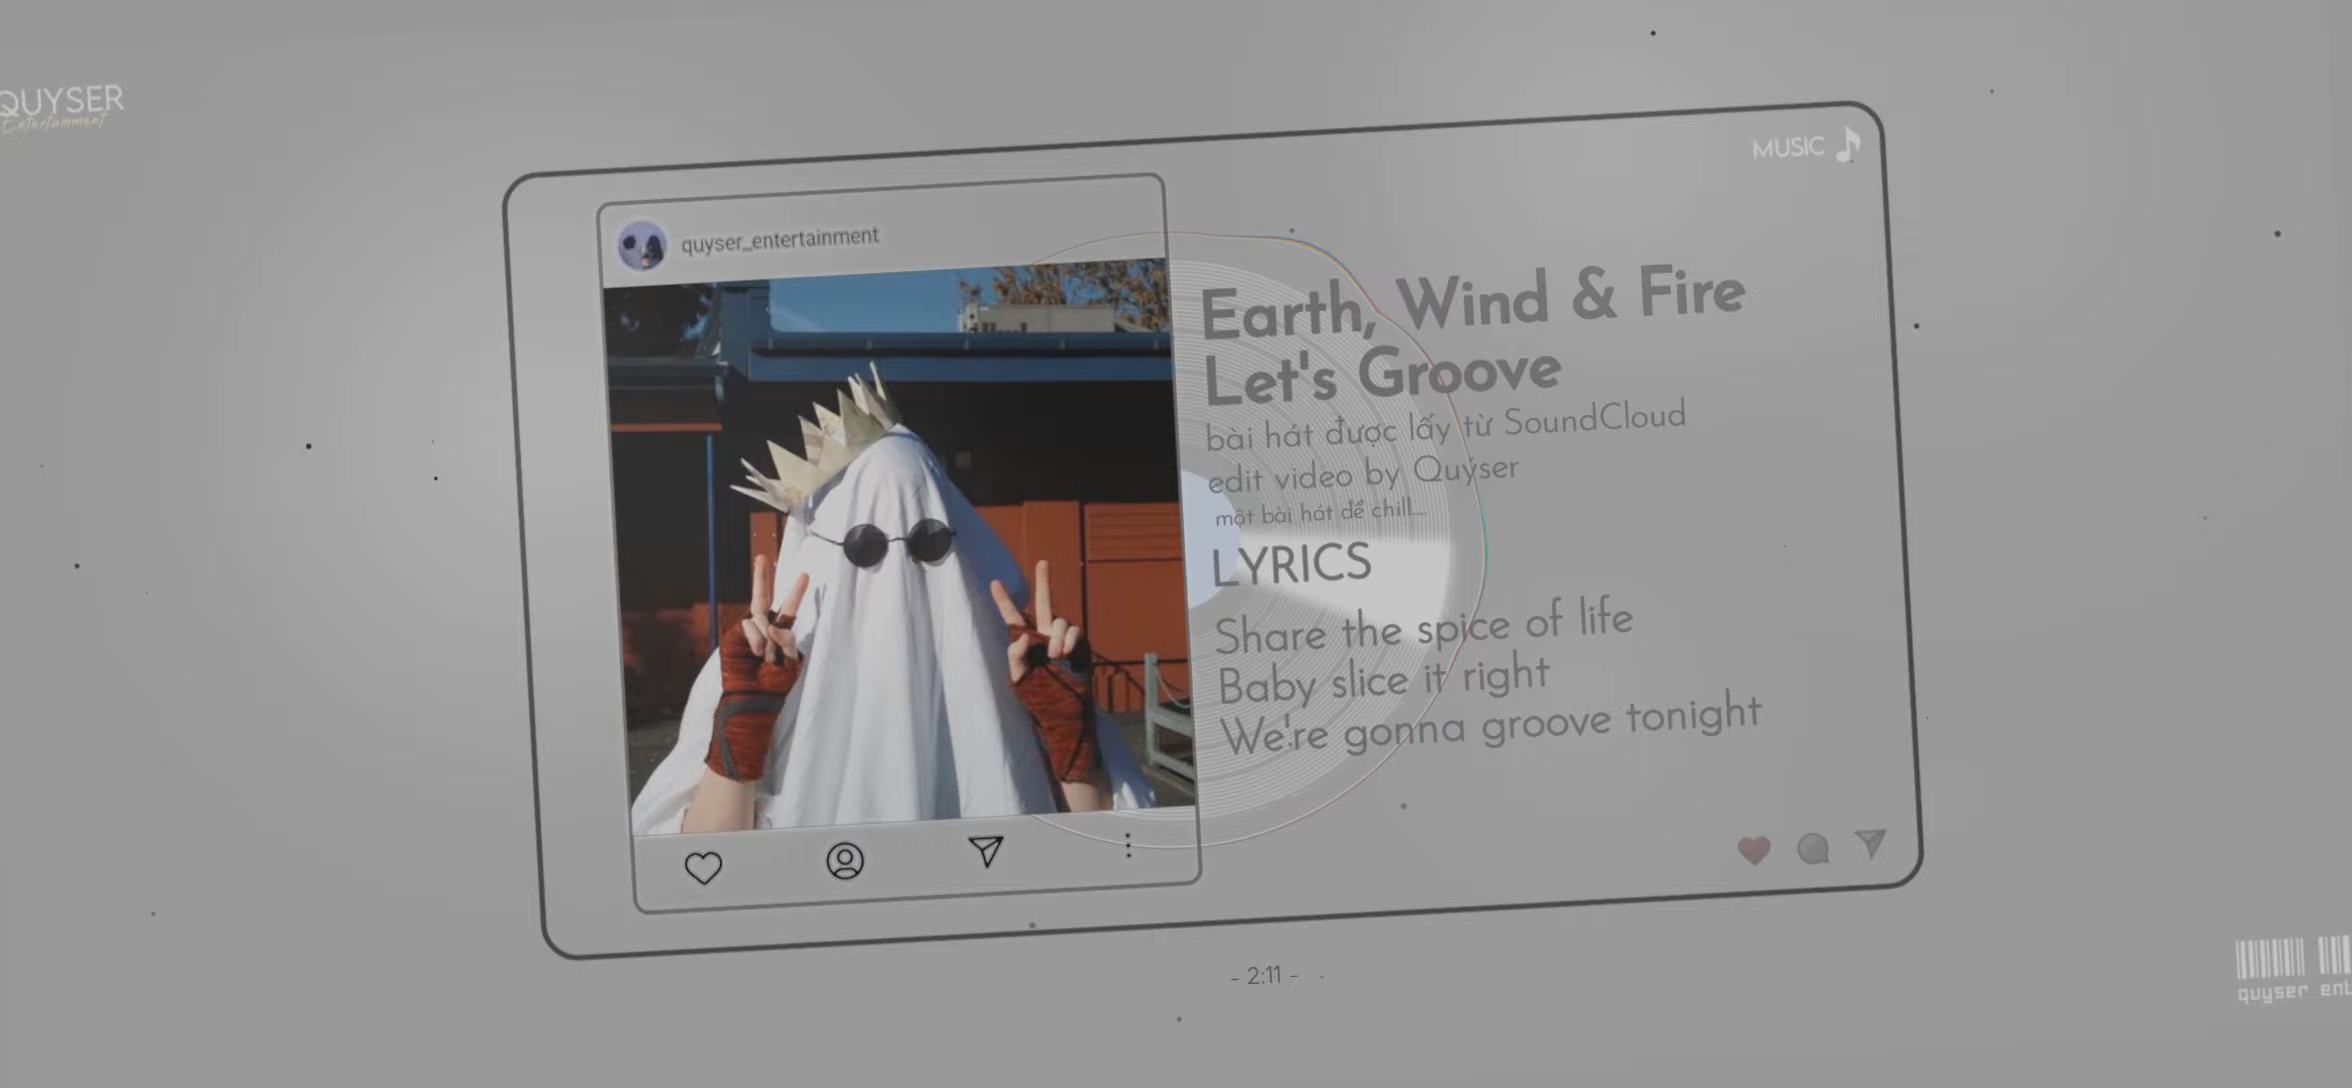 QUYSER
Entertainment
MUSIC
quyser_entertainment
Earth, Wind & Fire
Let's Groove
bài hát được lấy từ SoundCloud
edit video by Quýser
một bài hát để chill....
LYRICS
Share the spice of life
Baby slice it right
We're gonna groove tonight
- 2:11 -
quyser ent